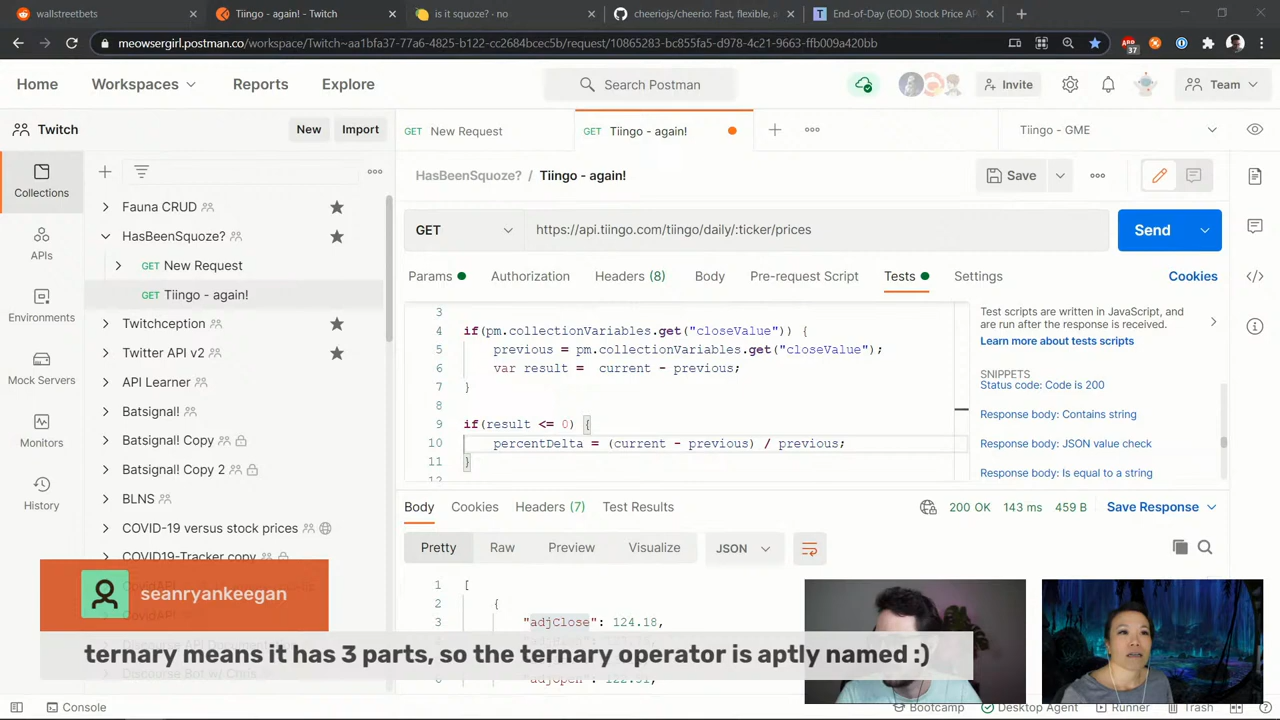 wallstreetbets
Tiingo - again!
is it squoze? - no
cheeriojs/cheerio: Fast, flexible, a
End-of-Day (EOD) Stock Price AP
meowsergirl.postman.co/workspace/Twitch~aa1bfa37-77a6-4825-b122-cc2684bcec5b/request/10865283-bc855fa5-d978-4c21-9663-ffb009a420bb
37
Home
Workspaces
Reports
Explore
Search Postman
Invite
Team
Twitch
New
Import
GET New Request
GET Tiingo - again!
Tiingo - GME
HasBeenSquoze? / Tiingo - again!
Save
Collections
APIs
Environments
Mock Servers
Monitors
History
Fauna CRUD
HasBeenSquoze?
GET New Request
GET Tiingo - again!
Twitchception
Twitter API v2
API Learner
Batsignal!
Batsignal! Copy
Batsignal! Copy 2
BLNS
COVID-19 versus stock prices
COVID19-Tracker copy
GET
https://api.tiingo.com/tiingo/daily/:ticker/prices
Send
Params
Authorization
Headers (8)
Body
Pre-request Script
Tests
Settings
Cookies
3
4 if(pm.collectionVariables.get("closeValue")) {
5 previous = pm.collectionVariables.get("closeValue");
6 var result =  current - previous;
7 }
8
9 if(result <= 0) {
10 percentDelta = (current - previous) / previous;
11 }
12
Test scripts are written in JavaScript, and
are run after the response is received.
Learn more about tests scripts
SNIPPETS
Status code: Code is 200
Response body: Contains string
Response body: JSON value check
Response body: Is equal to a string
Body
Cookies
Headers (7)
Test Results
200 OK
143 ms
459 B
Save Response
Pretty
Raw
Preview
Visualize
JSON
1 [
2 {
3 "adjClose": 124.18,
seanryankeegan
ternary means it has 3 parts, so the ternary operator is aptly named :)
Console
Bootcamp
Desktop Agent
Runner
Trash